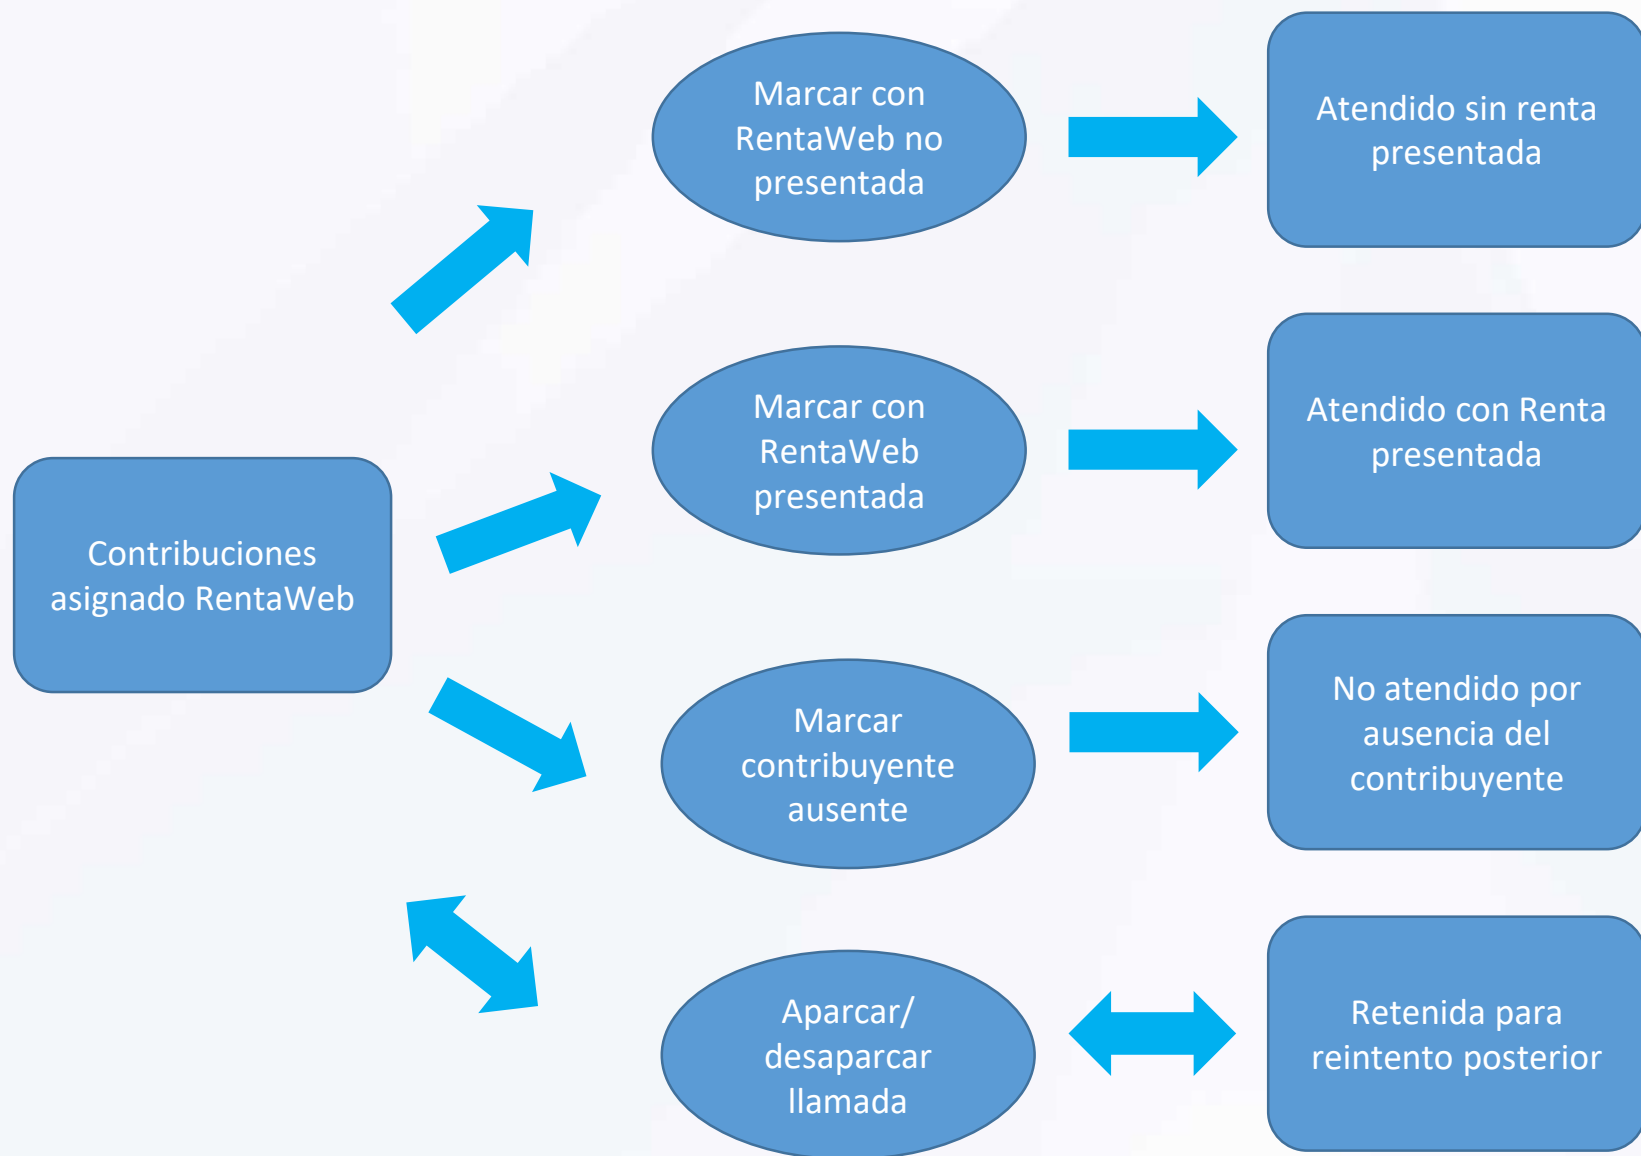 Marcar con
RentaWeb no
presentada
Atendido sin renta
presentada
Marcar con
RentaWeb
presentada
Atendido con Renta
presentada
Contribuciones
asignado RentaWeb
Marcar
contribuyente
ausente
No atendido por
ausencia del
contribuyente
Aparcar/
desaparcar
llamada
Retenida para
reintento posterior